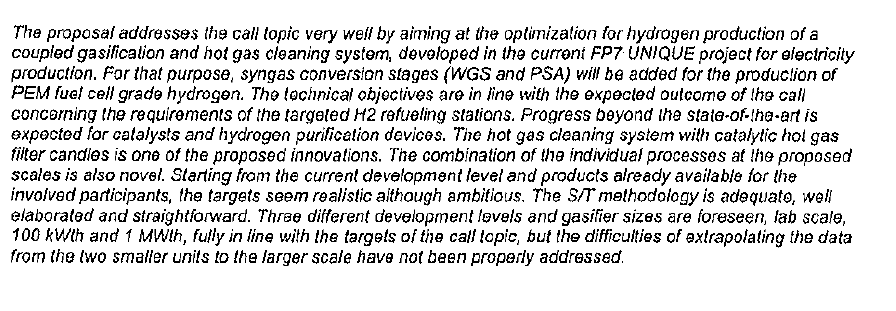 The proposal addresses the call topic very well by aiming at the optimization for hydrogen production of a
coupled gasification and hot gas cleaning system, developed in the current FP7 UNIQUE project for electricity
production. For that purpose, syngas conversion stages (WGS and PSA) will be added for the production of
PEM fuel cell grade hydrogen. The technical objectives are in line with the expected outcome of the call
concerning the requirements of the targeted H2 refueling stations. Progress beyond the state-of-the-art is
expected for catalysts and hydrogen purification devices. The hot gas cleaning system with catalytic hot gas
filter candles is one of the proposed innovations. The combination of the individual processes at the proposed
scales is also novel. Starting from the current development level and products already available for the
involved participants, the targets seem realistic although ambitious. The S/T methodology is adequate, well
elaborated and straightforward. Three different development levels and gasifier sizes are foreseen, lab scale,
100 kWth and 1 MWth, fully in line with the targets of the call topic, but the difficulties of extrapolating the data
from the two smaller units to the larger scale have not been properly addressed.